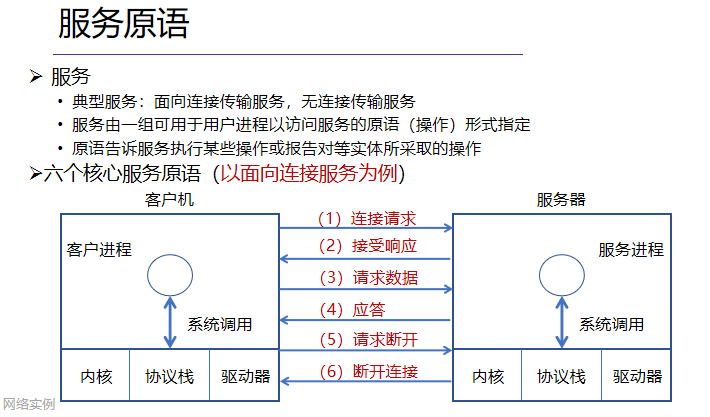 服务原语
➢ 服务
• 典型服务：面向连接传输服务，无连接传输服务
• 服务由一组可用于用户进程以访问服务的原语（操作）形式指定
• 原语告诉服务执行某些操作或报告对等实体所采取的操作
➢六个核心服务原语（以面向连接服务为例）
客户机
服务器
客户进程
系统调用
内核 协议栈 驱动器
（1）连接请求
（2）接受响应
（3）请求数据
（4）应答
（5）请求断开
（6）断开连接
服务进程
系统调用
内核 协议栈 驱动器
网络实例